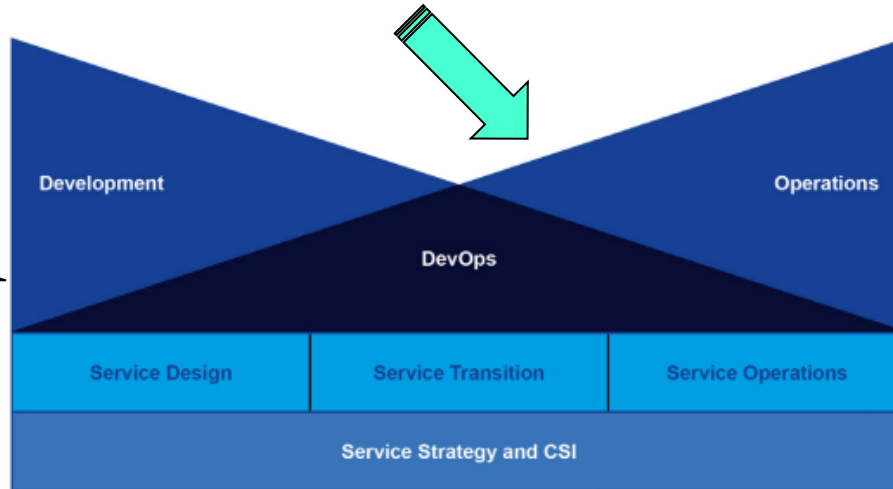 Development
Operations
DevOps
Service Design
Service Transition
Service Operations
Service Strategy and CSI